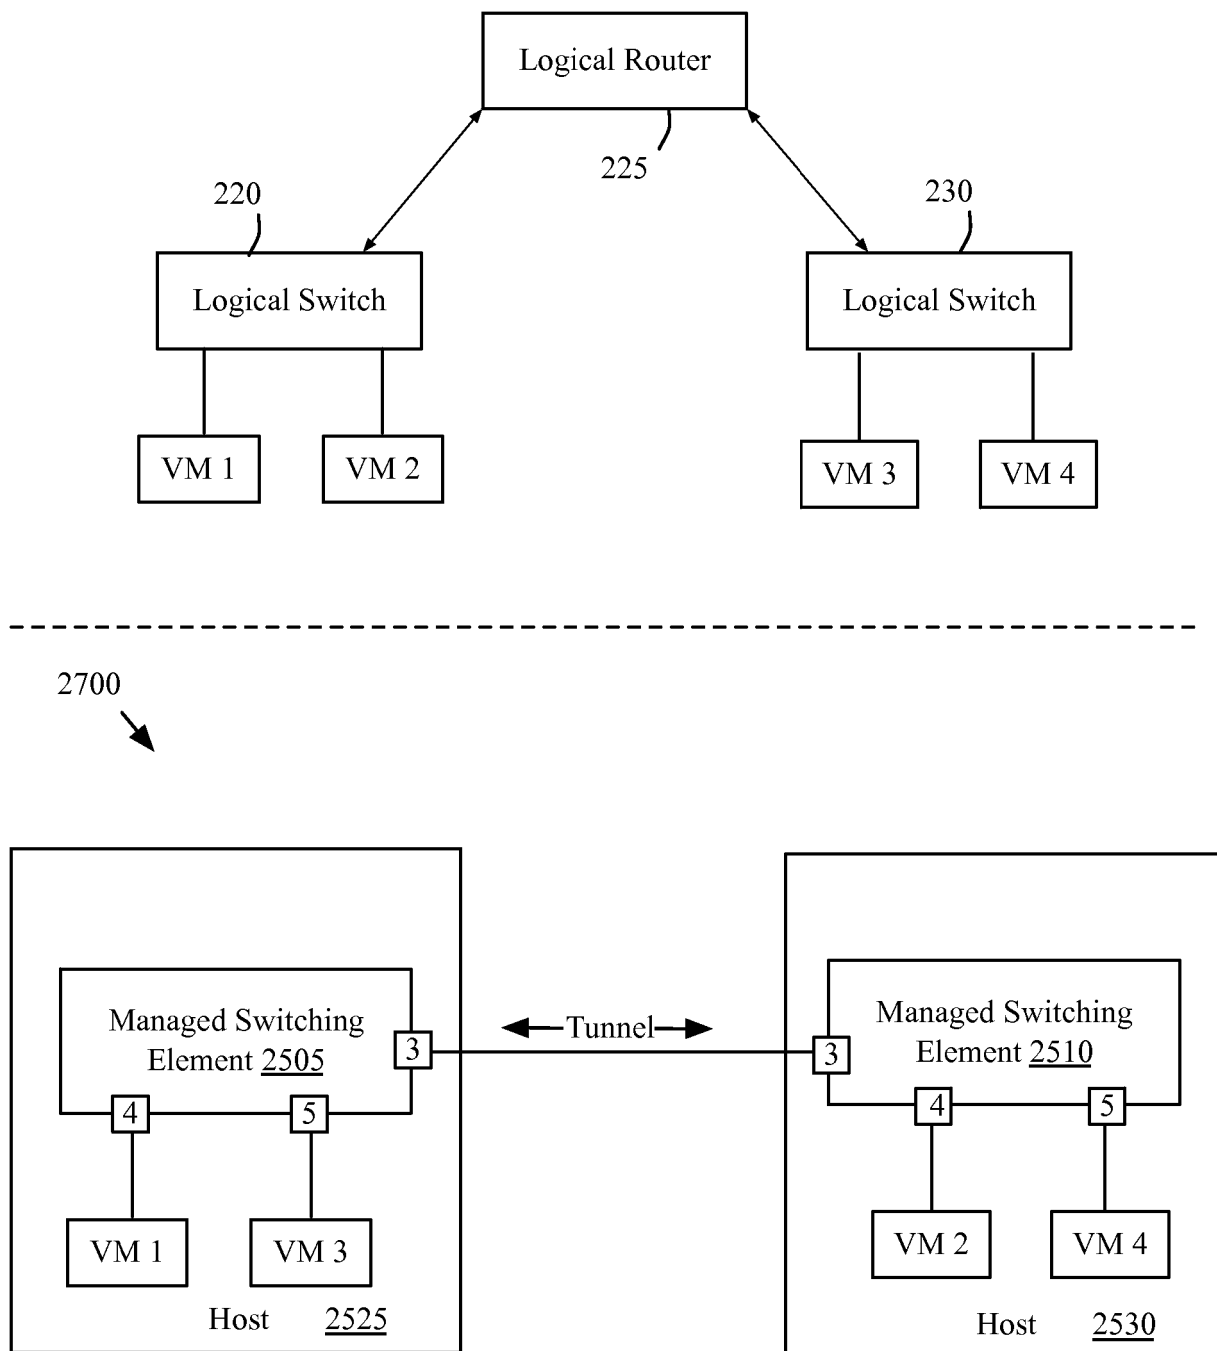 Logical Router
225
220
230
Logical Switch
Logical Switch
VM 1
VM 2
VM 3
VM 4
2700
Managed Switching
Element 2505
3
4
5
VM 1
VM 3
Host 2525
Tunnel
Managed Switching
Element 2510
3
4
5
VM 2
VM 4
Host 2530